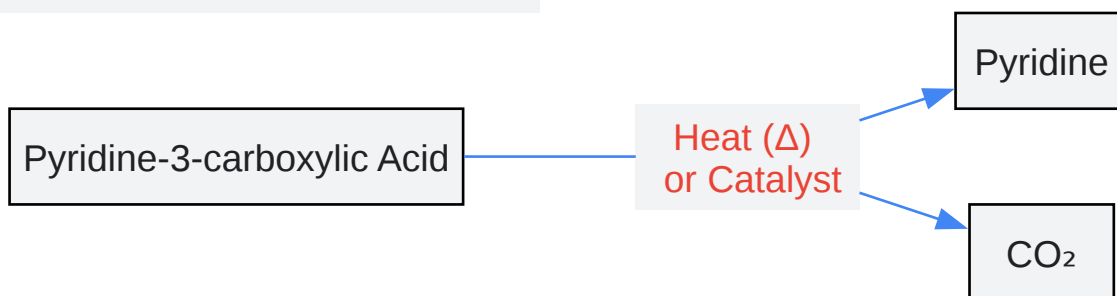 Pyridine
Pyridine-3-carboxylic Acid
Heat (Δ)
or Catalyst
CO₂